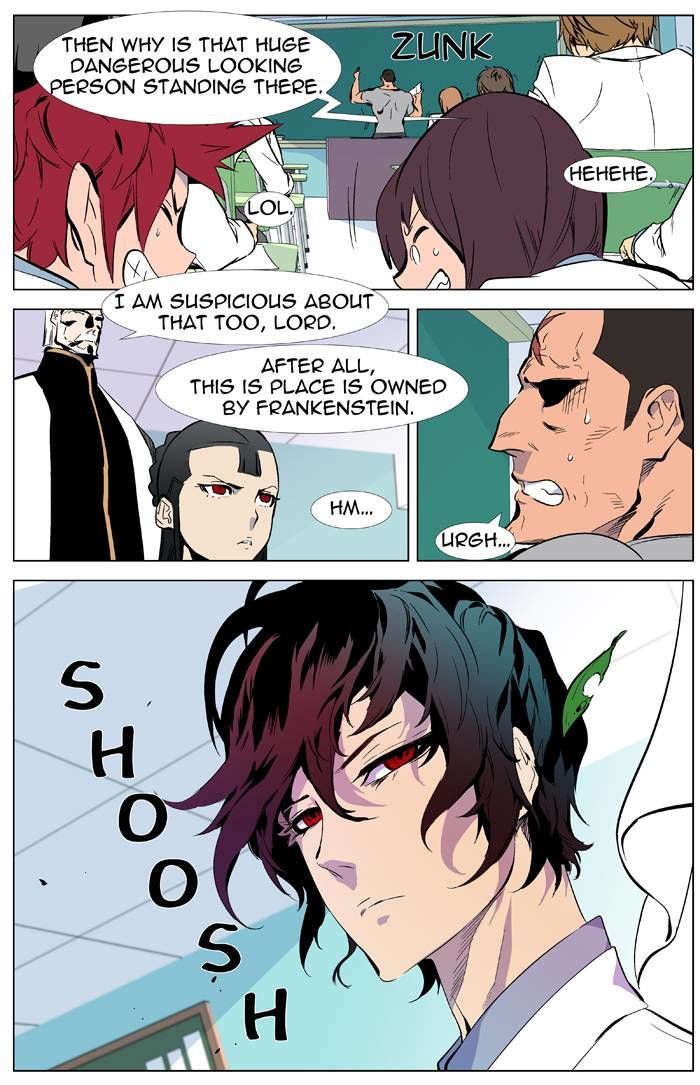 THEN WHY IS THAT HUGE
DANGEROUS LOOKING
PERSON STANDING THERE.
ZUNK
LOL.
HEHEHE.
I AM SUSPICIOUS ABOUT
THAT TOO, LORD.
AFTER ALL,
THIS IS PLACE IS OWNED
BY FRANKENSTEIN.
HM...
URGH...
SHOOSH